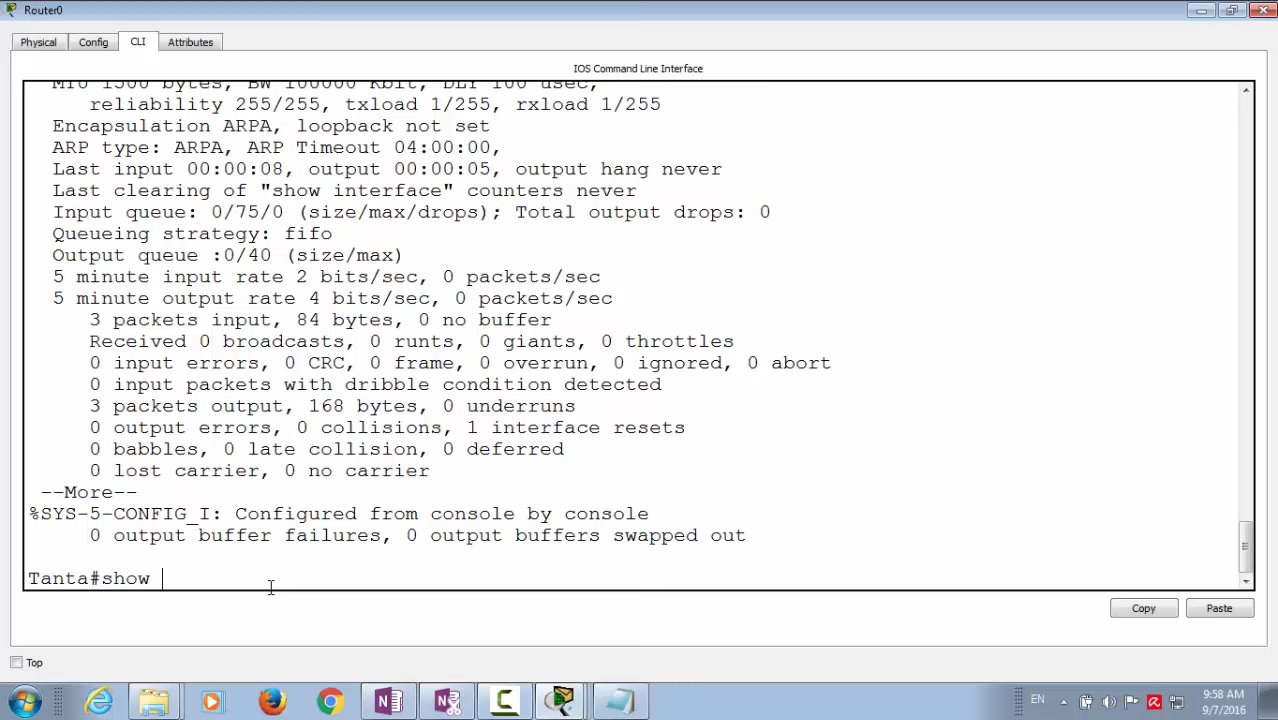 Router0
Physical Config CLI Attributes
IOS Command Line Interface
MTU 1500 bytes, BW 100000 Kbit, DLY 100 usec,
reliability 255/255, txload 1/255, rxload 1/255
Encapsulation ARPA, loopback not set
ARP type: ARPA, ARP Timeout 04:00:00,
Last input 00:00:08, output 00:00:05, output hang never
Last clearing of "show interface" counters never
Input queue: 0/75/0 (size/max/drops); Total output drops: 0
Queueing strategy: fifo
Output queue :0/40 (size/max)
5 minute input rate 2 bits/sec, 0 packets/sec
5 minute output rate 4 bits/sec, 0 packets/sec
3 packets input, 84 bytes, 0 no buffer
Received 0 broadcasts, 0 runts, 0 giants, 0 throttles
0 input errors, 0 CRC, 0 frame, 0 overrun, 0 ignored, 0 abort
0 input packets with dribble condition detected
3 packets output, 168 bytes, 0 underruns
0 output errors, 0 collisions, 1 interface resets
0 babbles, 0 late collision, 0 deferred
0 lost carrier, 0 no carrier
--More--
%SYS-5-CONFIG_I: Configured from console by console
0 output buffer failures, 0 output buffers swapped out
Tanta#show
Copy Paste
Top
EN
9:58 AM
9/7/2016